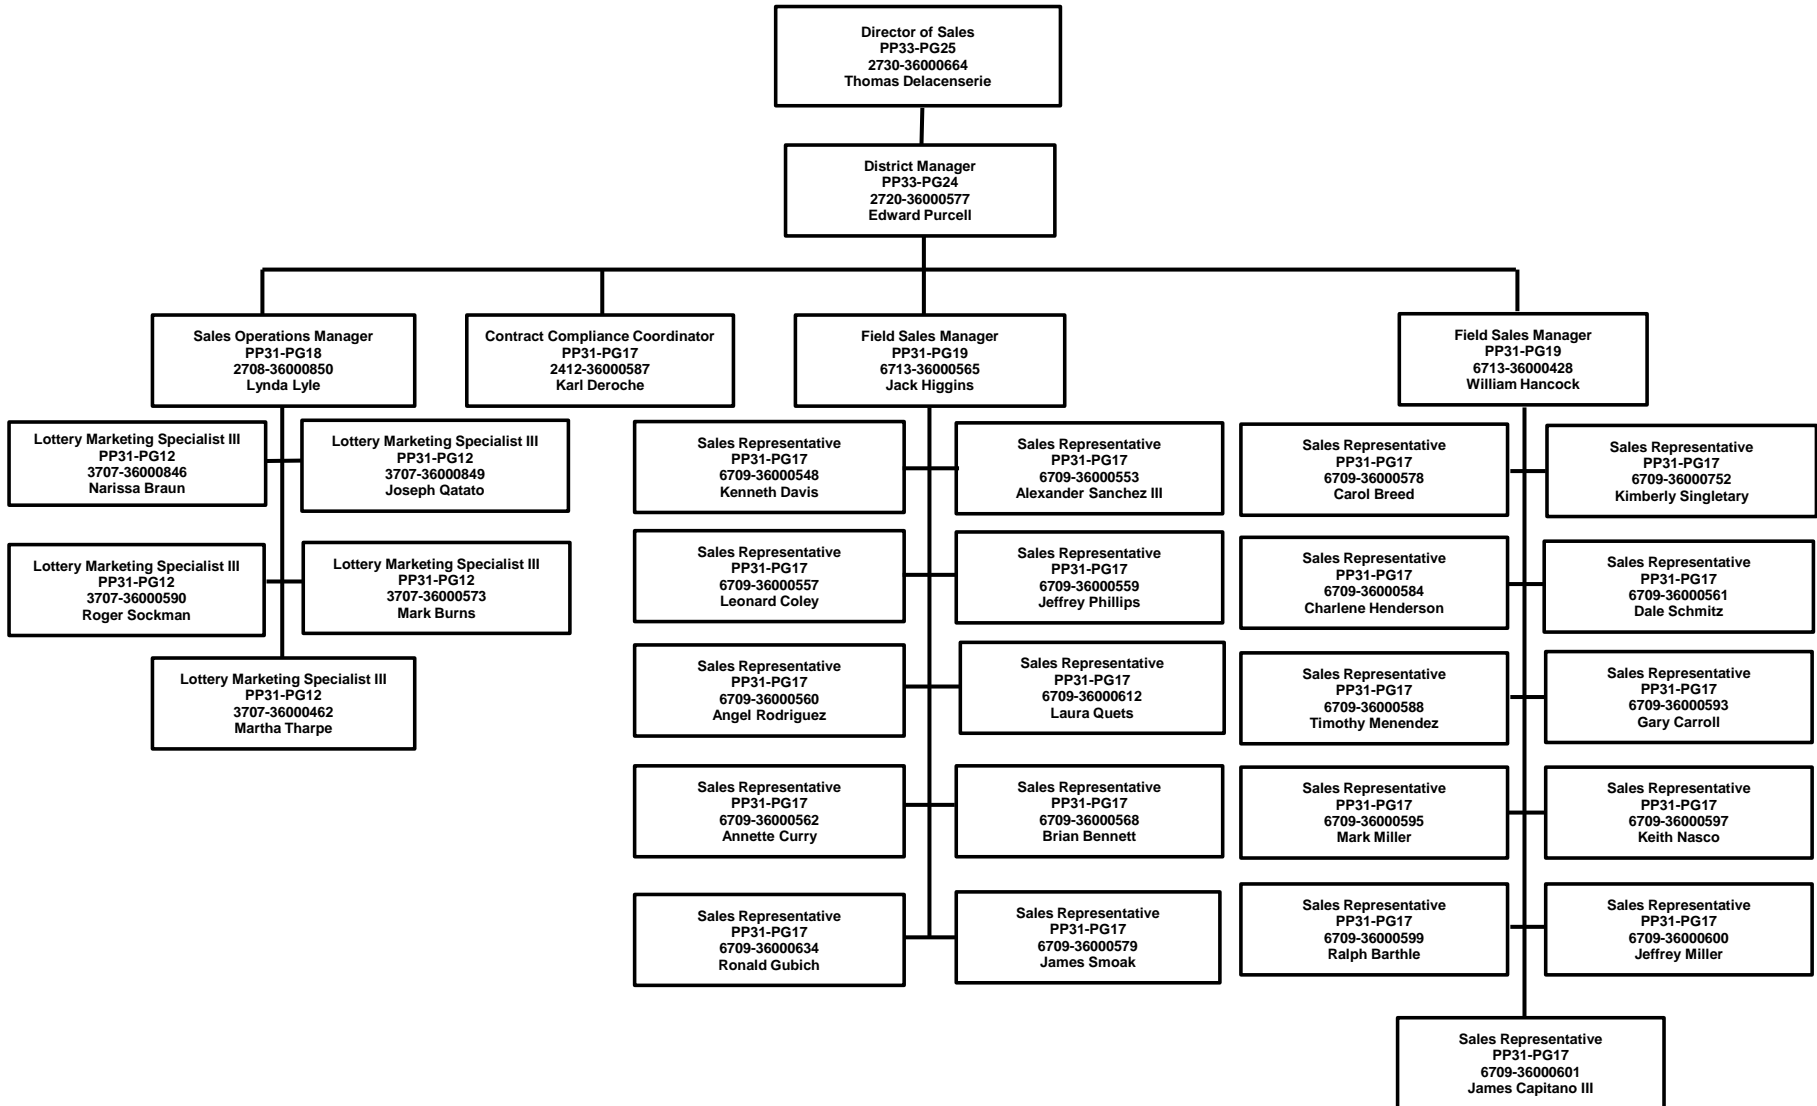 Director of Sales
PP33-PG25
2730-36000664
Thomas Delacenserie
District Manager
PP33-PG24
2720-36000577
Edward Purcell
Sales Operations Manager
PP31-PG18
2708-36000850
Lynda Lyle
Contract Compliance Coordinator
PP31-PG17
2412-36000587
Karl Deroche
Field Sales Manager
PP31-PG19
6713-36000565
Jack Higgins
Field Sales Manager
PP31-PG19
6713-36000428
William Hancock
Lottery Marketing Specialist III
PP31-PG12
3707-36000846
Narissa Braun
Lottery Marketing Specialist III
PP31-PG12
3707-36000849
Joseph Qatato
Lottery Marketing Specialist III
PP31-PG12
3707-36000590
Roger Sockman
Lottery Marketing Specialist III
PP31-PG12
3707-36000573
Mark Burns
Lottery Marketing Specialist III
PP31-PG12
3707-36000462
Martha Tharpe
Sales Representative
PP31-PG17
6709-36000548
Kenneth Davis
Sales Representative
PP31-PG17
6709-36000553
Alexander Sanchez III
Sales Representative
PP31-PG17
6709-36000557
Leonard Coley
Sales Representative
PP31-PG17
6709-36000559
Jeffrey Phillips
Sales Representative
PP31-PG17
6709-36000560
Angel Rodriguez
Sales Representative
PP31-PG17
6709-36000612
Laura Quets
Sales Representative
PP31-PG17
6709-36000562
Annette Curry
Sales Representative
PP31-PG17
6709-36000568
Brian Bennett
Sales Representative
PP31-PG17
6709-36000634
Ronald Gubich
Sales Representative
PP31-PG17
6709-36000579
James Smoak
Sales Representative
PP31-PG17
6709-36000578
Carol Breed
Sales Representative
PP31-PG17
6709-36000752
Kimberly Singletary
Sales Representative
PP31-PG17
6709-36000584
Charlene Henderson
Sales Representative
PP31-PG17
6709-36000561
Dale Schmitz
Sales Representative
PP31-PG17
6709-36000588
Timothy Menendez
Sales Representative
PP31-PG17
6709-36000593
Gary Carroll
Sales Representative
PP31-PG17
6709-36000595
Mark Miller
Sales Representative
PP31-PG17
6709-36000597
Keith Nasco
Sales Representative
PP31-PG17
6709-36000599
Ralph Barthle
Sales Representative
PP31-PG17
6709-36000600
Jeffrey Miller
Sales Representative
PP31-PG17
6709-36000601
James Capitano III